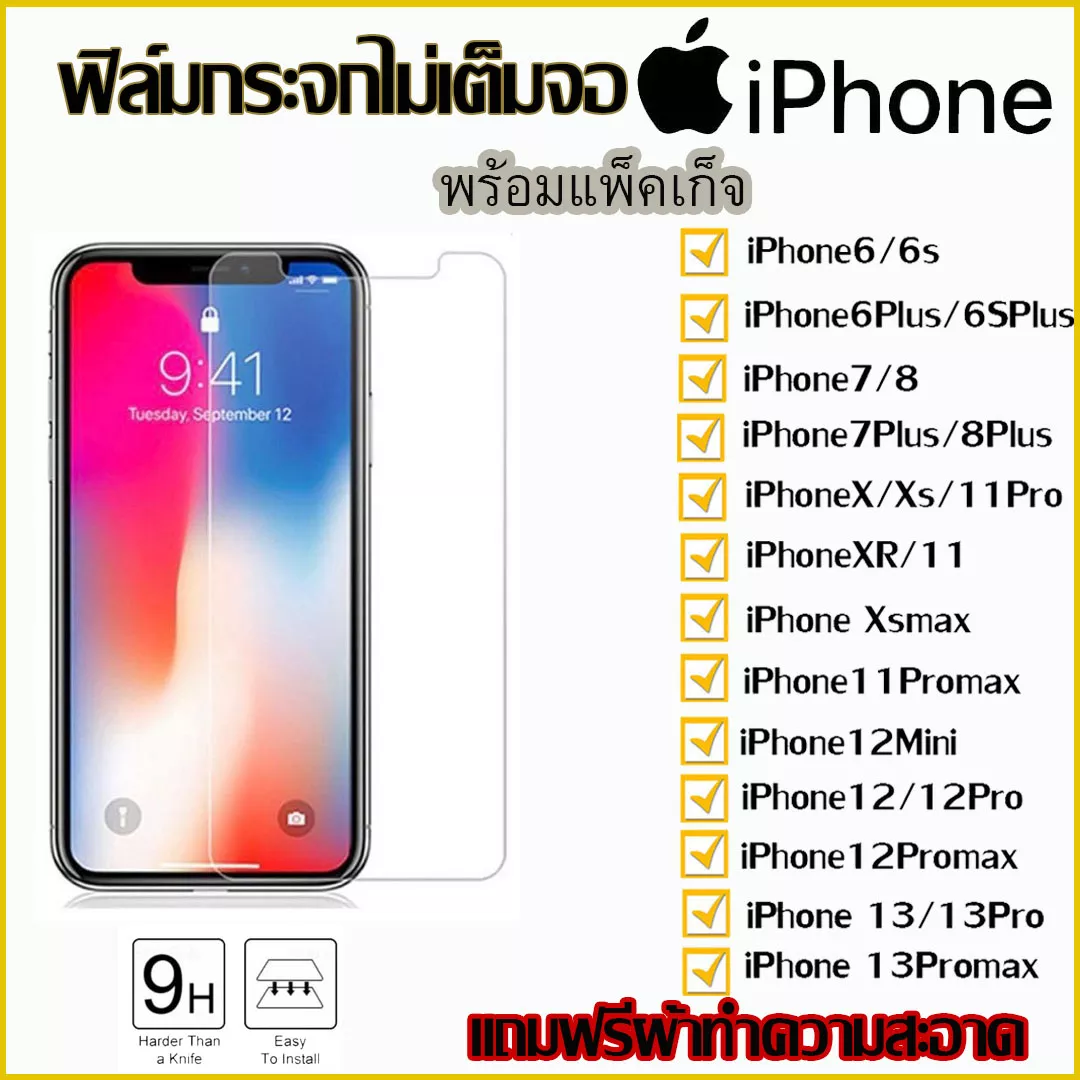 ฟิล์มกระจกไม่เต็มจอ iPhone
พร้อมแพ็คเก็จ
iPhone6/6s
iPhone6Plus/6SPlus
iPhone7/8
iPhone7Plus/8Plus
iPhoneX/Xs/11Pro
iPhoneXR/11
iPhone Xsmax
iPhone11Promax
iPhone12Mini
iPhone12/12Pro
iPhone12Promax
iPhone 13/13Pro
iPhone 13Promax
9:41
Tuesday, September 12
9H
Harder Than
a Knife
Easy
To Install
แถมฟรีผ้าทำความสะอาด